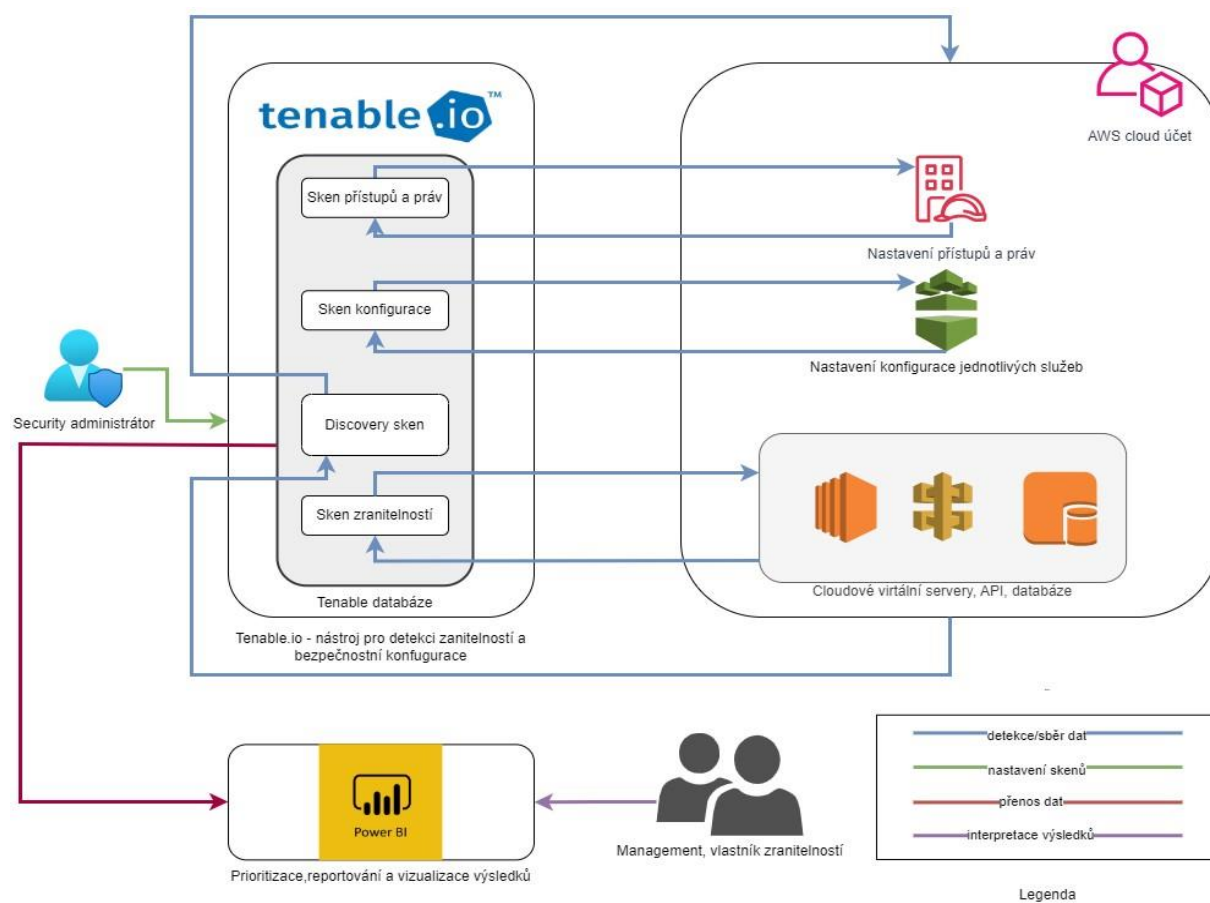 tenable.io™
AWS cloud účet
Sken přístupů a práv
Nastavení přístupů a práv
Sken konfigurace
Nastavení konfigurace jednotlivých služeb
Security administrátor
Discovery sken
Sken zranitelností
Tenable databáze
Cloudové virtální servery, API, databáze
Tenable.io - nástroj pro detekci zanitelností a
bezpečnostní konfugurace
Power BI
Prioritizace,reportování a vizualizace výsledků
Management, vlastník zranitelností
detekce/sběr dat
nastavení skenů
přenos dat
interpretace výsledků
Legenda